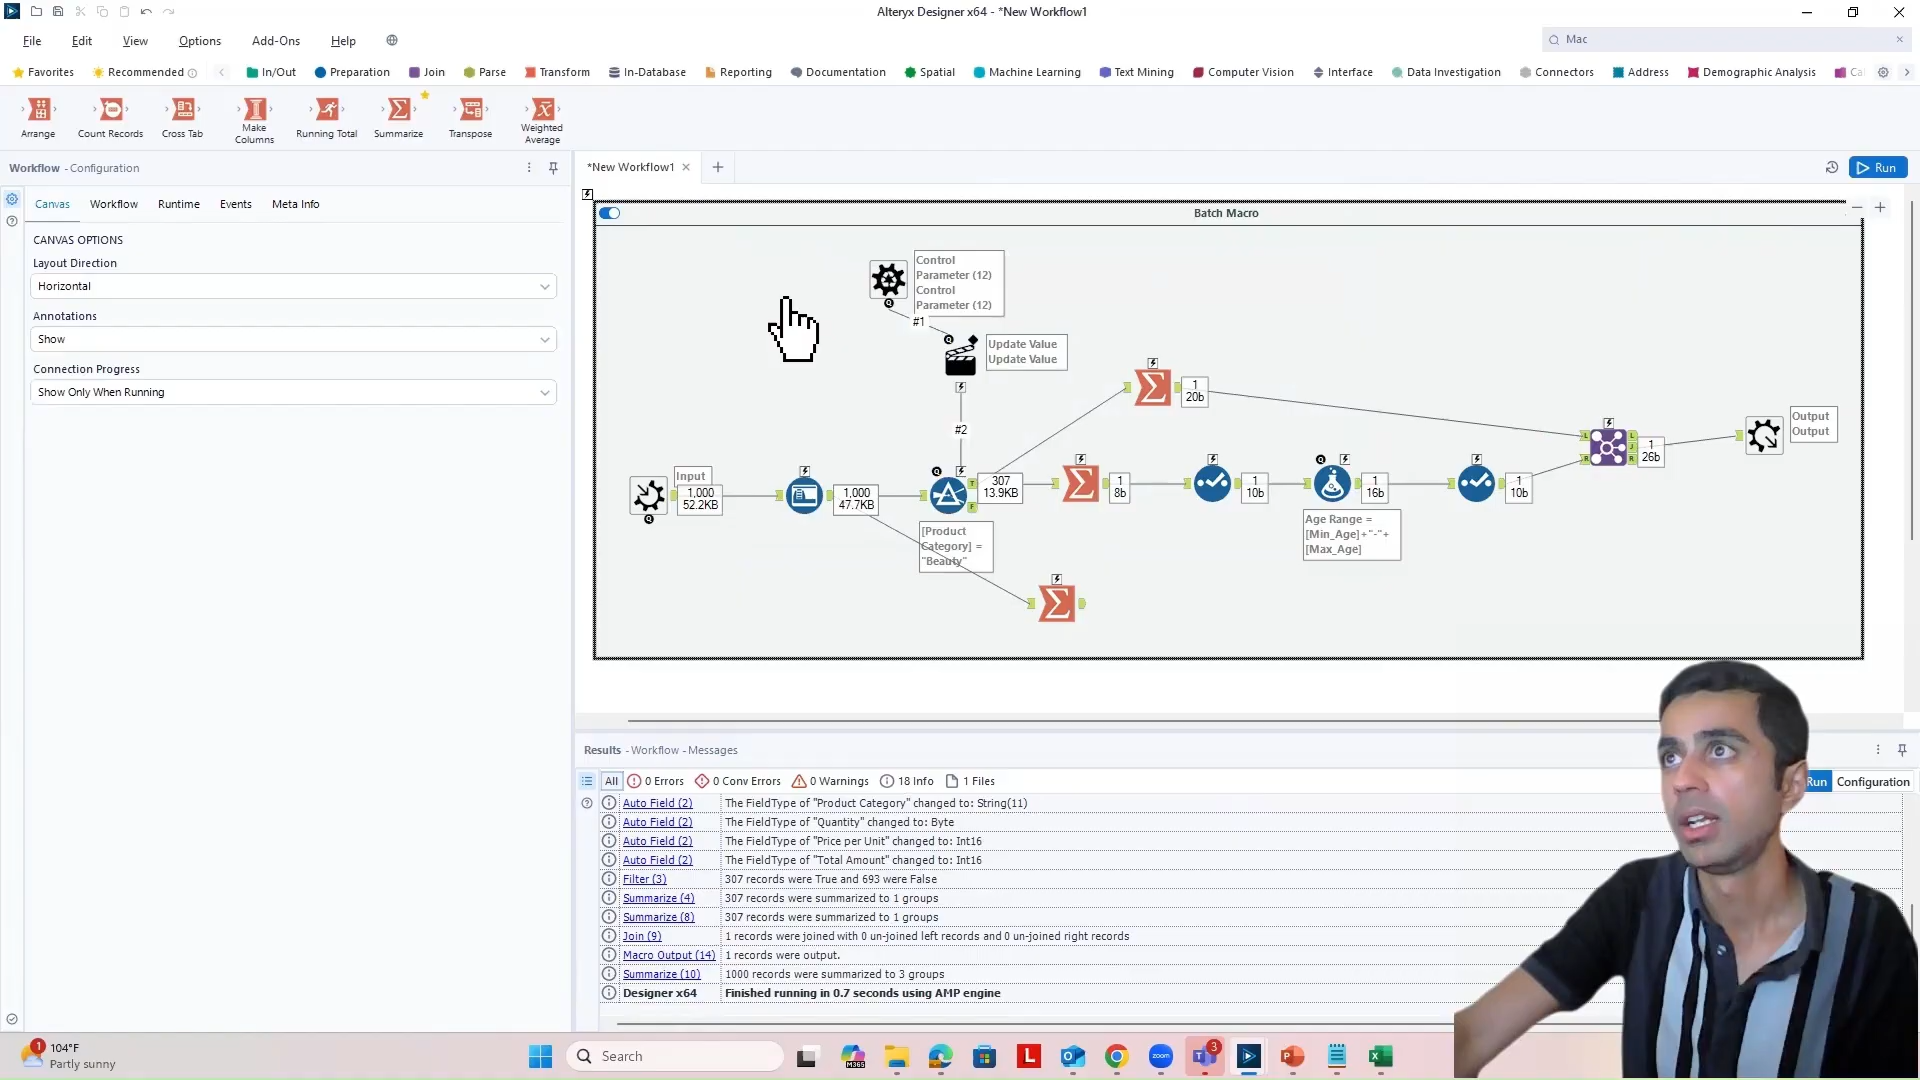 Alteryx Designer x64 - *New Workflow1
File Edit View Options Add-Ons Help
Mac
Favorites Recommended In/Out Preparation Join Parse Transform In-Database Reporting Documentation Spatial Machine Learning Text Mining Computer Vision Interface Data Investigation Connectors Address Demographic Analysis Ca
Arrange
Count Records
Cross Tab
Make
Columns
Running Total
Summarize
Transpose
Weighted
Average
Workflow - Configuration
Canvas Workflow Runtime Events Meta Info
CANVAS OPTIONS
Layout Direction
Horizontal
Annotations
Show
Connection Progress
Show Only When Running
*New Workflow1
Run
Batch Macro
Control
Parameter (12)
Control
Parameter (12)
#1
Update Value
Update Value
#2
1
20b
Output
Output
1
26b
Input
1,000
52.2KB
1,000
47.7KB
T
F
307
13.9KB
1
8b
1
10b
1
16b
1
10b
L
R
L
J
R
[Product
Category] =
"Beauty"
Age Range =
[Min_Age]+"-"+
[Max_Age]
Results - Workflow - Messages
All 0 Errors 0 Conv Errors 0 Warnings 18 Info 1 Files
Run Configuration
Auto Field (2) The FieldType of "Product Category" changed to: String(11)
Auto Field (2) The FieldType of "Quantity" changed to: Byte
Auto Field (2) The FieldType of "Price per Unit" changed to: Int16
Auto Field (2) The FieldType of "Total Amount" changed to: Int16
Filter (3) 307 records were True and 693 were False
Summarize (4) 307 records were summarized to 1 groups
Summarize (8) 307 records were summarized to 1 groups
Join (9) 1 records were joined with 0 un-joined left records and 0 un-joined right records
Macro Output (14) 1 records were output.
Summarize (10) 1000 records were summarized to 3 groups
Designer x64 Finished running in 0.7 seconds using AMP engine
1
104°F
Partly sunny
Search
M365
L
zoom
3